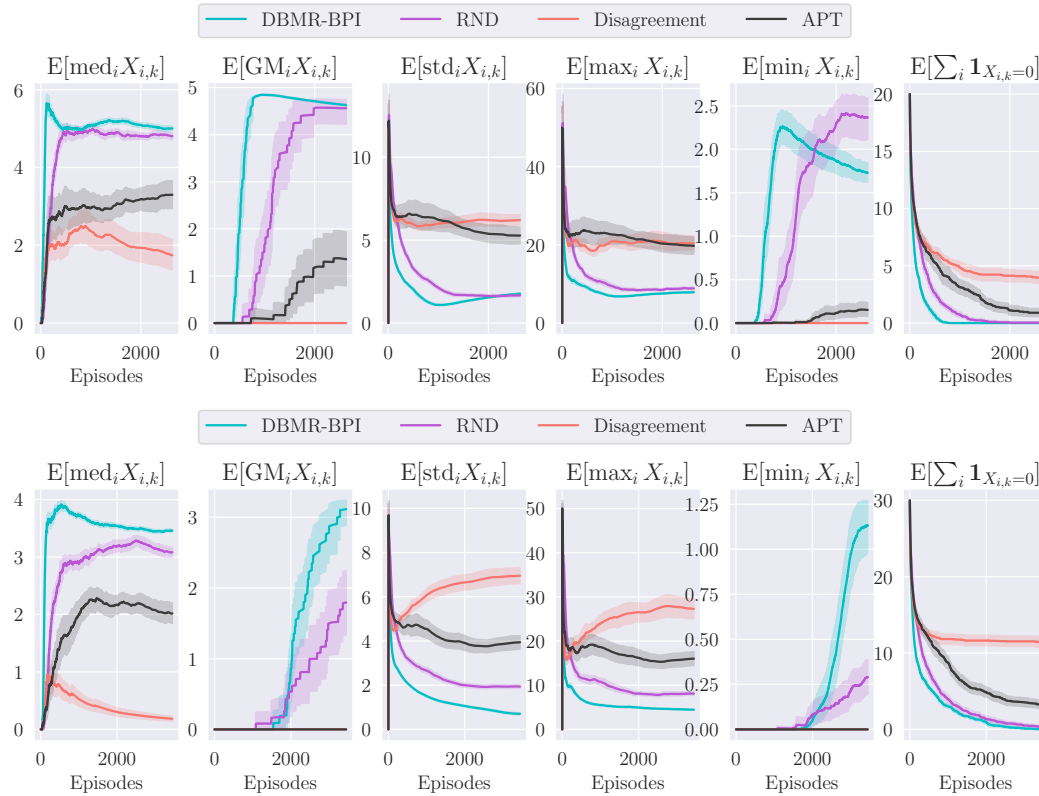 DBMR-BPI RND Disagreement APT
E[med_i X_{i,k}] E[GM_i X_{i,k}] E[std_i X_{i,k}] E[max_i X_{i,k}] E[min_i X_{i,k}] E[∑_i 1_{X_{i,k}=0}]
6 4 2 0
5 4 3 2 1 0
10 5 0
60 40 20 0
2.5 2.0 1.5 1.0 0.5 0.0
20 15 10 5 0
0 2000 0 2000 0 2000 0 2000 0 2000 0 2000
Episodes Episodes Episodes Episodes Episodes Episodes
DBMR-BPI RND Disagreement APT
E[med_i X_{i,k}] E[GM_i X_{i,k}] E[std_i X_{i,k}] E[max_i X_{i,k}] E[min_i X_{i,k}] E[∑_i 1_{X_{i,k}=0}]
4 3 2 1 0
3 2 1 0
10 8 6 4 2 0
50 40 30 20 10 0
1.25 1.00 0.75 0.50 0.25 0.00
30 20 10 0
0 2000 0 2000 0 2000 0 2000 0 2000 0 2000
Episodes Episodes Episodes Episodes Episodes Episodes